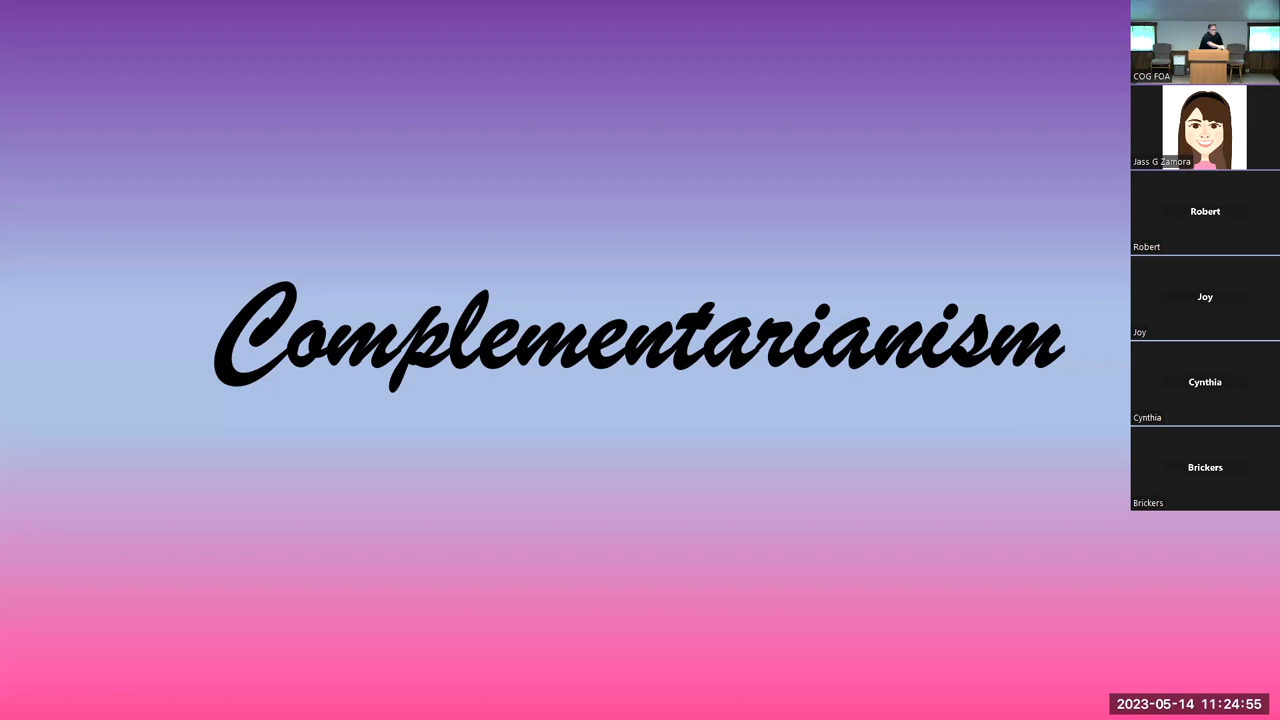 Complementarianism
COG FOA
Jass G Zamora
Robert
Robert
Joy
Joy
Cynthia
Cynthia
Brickers
Brickers
2023-05-14 11:24:55